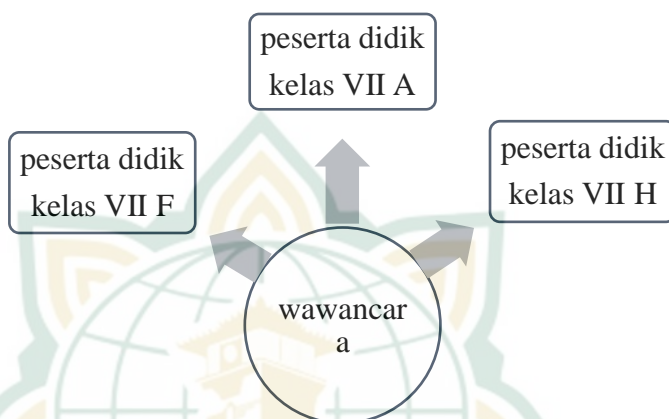 peserta didik
kelas VII A
peserta didik
kelas VII F
peserta didik
kelas VII H
wawancar
a